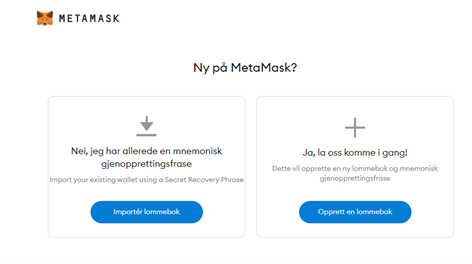 METAMASK
Ny på MetaMask?
Nei, jeg har allerede en mnemonisk
gjenopprettingsfrase
Import your existing wallet using a Secret Recovery Phrase
Importér lommebok
Ja, la oss komme i gang!
Dette vil opprette en ny lommebok og mnemonisk
gjenopprettingsfrase
Opprett en lommebok